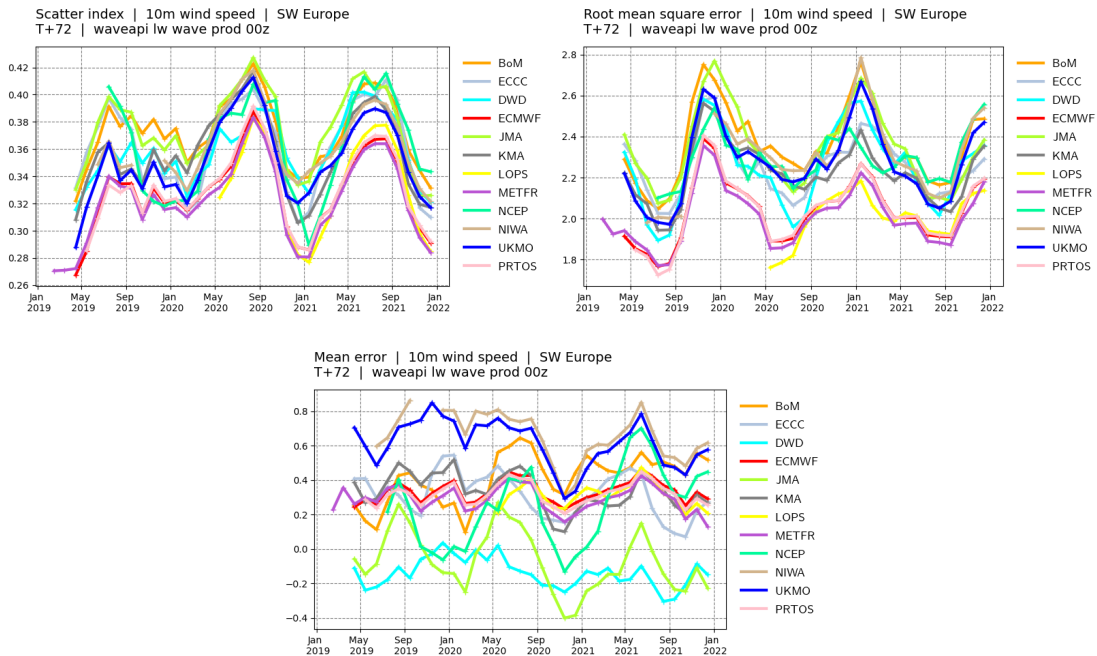 Scatter index | 10m wind speed | SW Europe
T+72 | waveapi lw wave prod 00z
0.42
0.40
0.38
0.36
0.34
0.32
0.30
0.28
0.26
Jan 2019
May 2019
Sep 2019
Jan 2020
May 2020
Sep 2020
Jan 2021
May 2021
Sep 2021
Jan 2022
BoM
ECCC
DWD
ECMWF
JMA
KMA
LOPS
METFR
NCEP
NIWA
UKMO
PRTOS
Root mean square error | 10m wind speed | SW Europe
T+72 | waveapi lw wave prod 00z
2.8
2.6
2.4
2.2
2.0
1.8
Jan 2019
May 2019
Sep 2019
Jan 2020
May 2020
Sep 2020
Jan 2021
May 2021
Sep 2021
Jan 2022
BoM
ECCC
DWD
ECMWF
JMA
KMA
LOPS
METFR
NCEP
NIWA
UKMO
PRTOS
Mean error | 10m wind speed | SW Europe
T+72 | waveapi lw wave prod 00z
0.8
0.6
0.4
0.2
0.0
−0.2
−0.4
Jan 2019
May 2019
Sep 2019
Jan 2020
May 2020
Sep 2020
Jan 2021
May 2021
Sep 2021
Jan 2022
BoM
ECCC
DWD
ECMWF
JMA
KMA
LOPS
METFR
NCEP
NIWA
UKMO
PRTOS